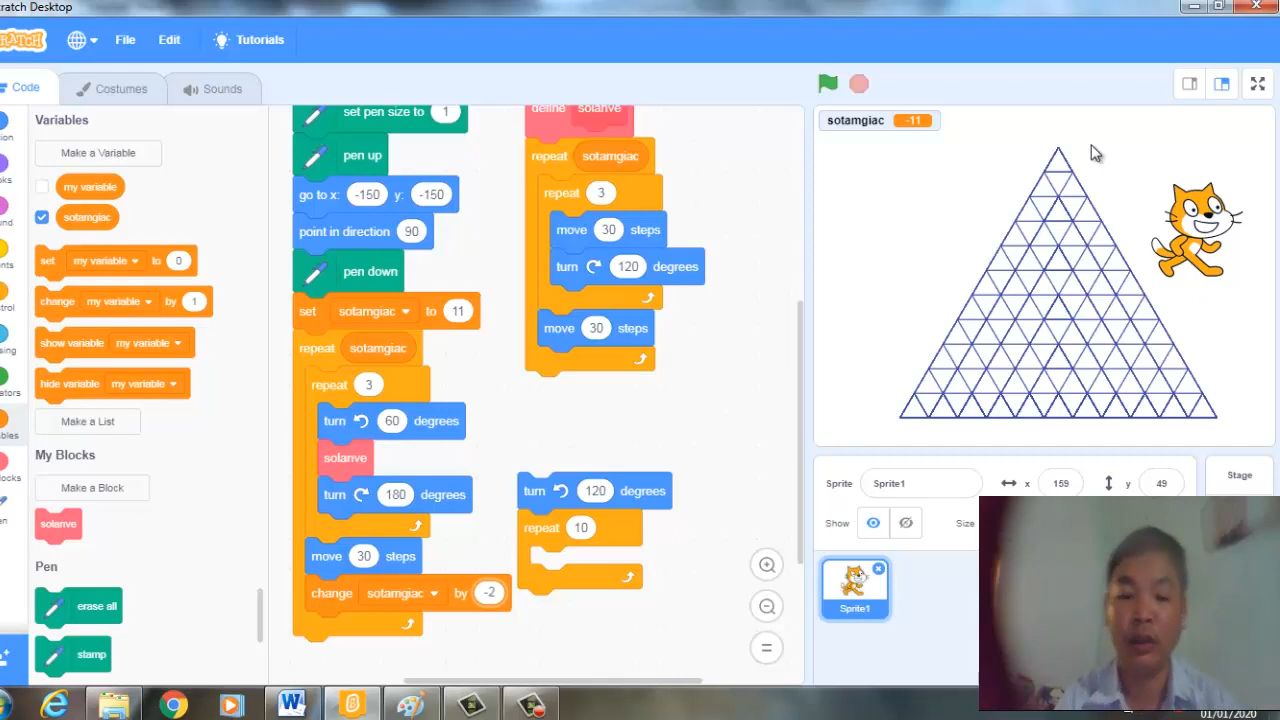 cratch Desktop
RATCH
File
Edit
Tutorials
Code
Costumes
Sounds
Variables
Make a Variable
my variable
sotamgiac
set my variable to 0
change my variable by 1
show variable my variable
hide variable my variable
Make a List
My Blocks
Make a Block
solanve
Pen
erase all
stamp
set pen size to 1
pen up
go to x: -150 y: -150
point in direction 90
pen down
set sotamgiac to 11
repeat sotamgiac
repeat 3
turn 60 degrees
solanve
turn 180 degrees
move 30 steps
change sotamgiac by -2
define solanve
repeat sotamgiac
repeat 3
move 30 steps
turn 120 degrees
move 30 steps
turn 120 degrees
repeat 10
sotamgiac -11
Sprite Sprite1 x 159 y 49
Show Size
Sprite1
Stage
01/01/2020